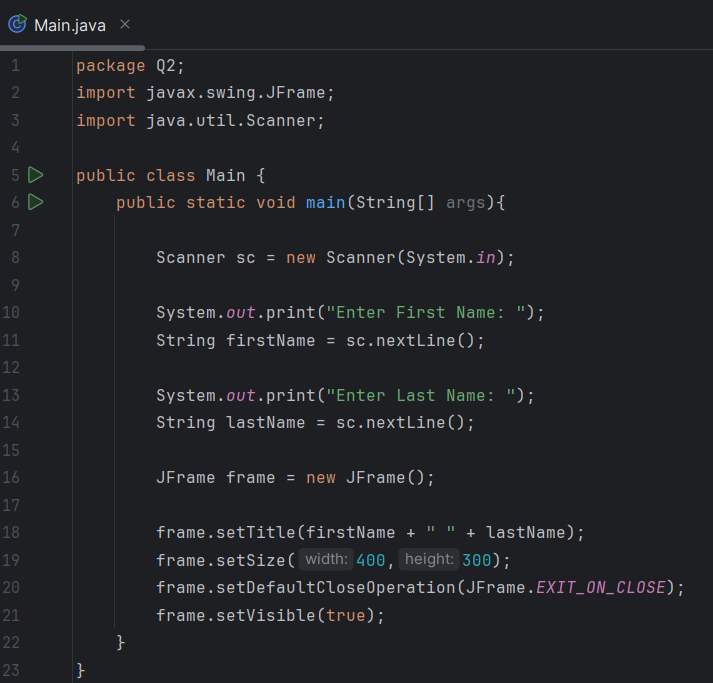 Main.java
1 package Q2;
2 import javax.swing.JFrame;
3 import java.util.Scanner;
4
5 public class Main {
6 public static void main(String[] args){
7
8 Scanner sc = new Scanner(System.in);
9
10 System.out.print("Enter First Name: ");
11 String firstName = sc.nextLine();
12
13 System.out.print("Enter Last Name: ");
14 String lastName = sc.nextLine();
15
16 JFrame frame = new JFrame();
17
18 frame.setTitle(firstName + " " + lastName);
19 frame.setSize( width: 400, height: 300);
20 frame.setDefaultCloseOperation(JFrame.EXIT_ON_CLOSE);
21 frame.setVisible(true);
22 }
23 }